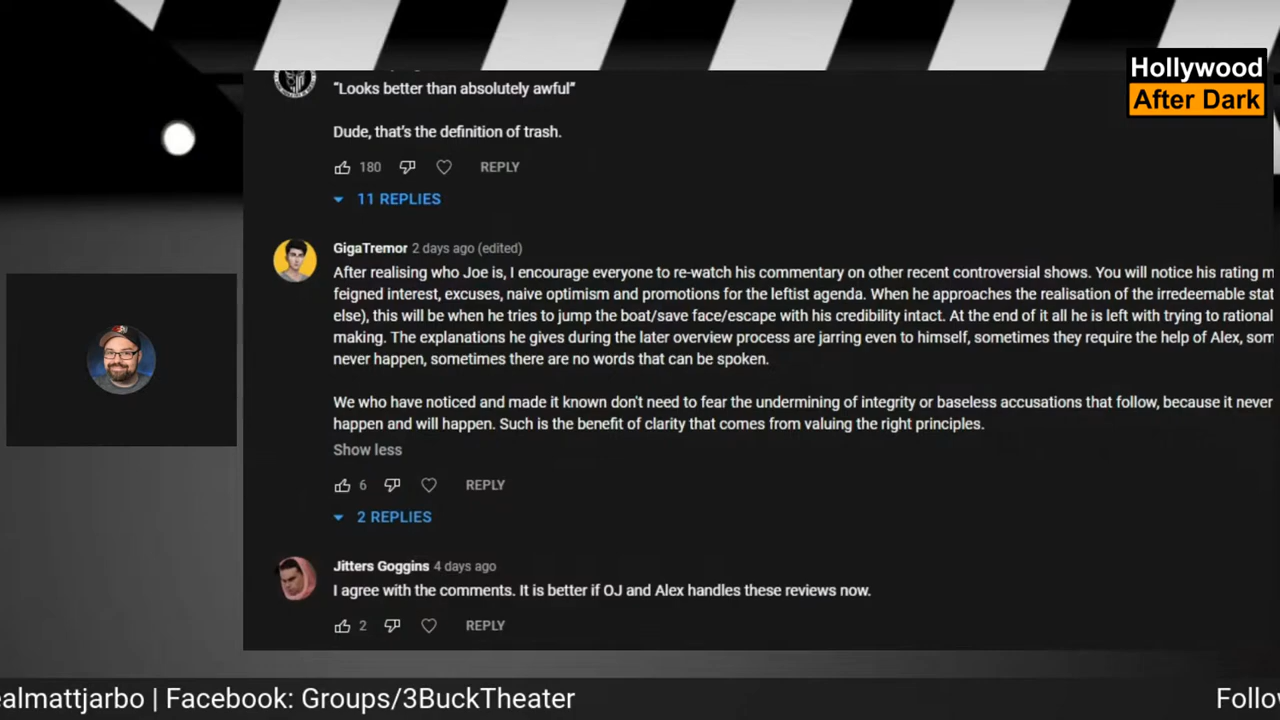 Hollywood
After Dark
“Looks better than absolutely awful”
Dude, that's the definition of trash.
180 REPLY
11 REPLIES
GigaTremor 2 days ago (edited)
After realising who Joe is, I encourage everyone to re-watch his commentary on other recent controversial shows. You will notice his rating m
feigned interest, excuses, naive optimism and promotions for the leftist agenda. When he approaches the realisation of the irredeemable stat
else), this will be when he tries to jump the boat/save face/escape with his credibility intact. At the end of it all he is left with trying to rational
making. The explanations he gives during the later overview process are jarring even to himself, sometimes they require the help of Alex, som
never happen, sometimes there are no words that can be spoken.
We who have noticed and made it known don't need to fear the undermining of integrity or baseless accusations that follow, because it never
happen and will happen. Such is the benefit of clarity that comes from valuing the right principles.
Show less
6 REPLY
2 REPLIES
Jitters Goggins 4 days ago
I agree with the comments. It is better if OJ and Alex handles these reviews now.
2 REPLY
ealmattjarbo | Facebook: Groups/3BuckTheater Follow